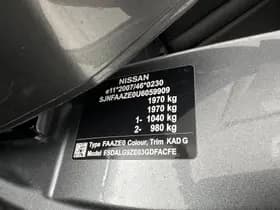 NISSAN
e11*2007/46*0230
SJNFAAZE0U6059909
1970 kg
1970 kg
1- 1040 kg
2- 980 kg
Type FAAZE0 Colour, Trim KAD G
Model FSDALG9ZE03GDFACFE